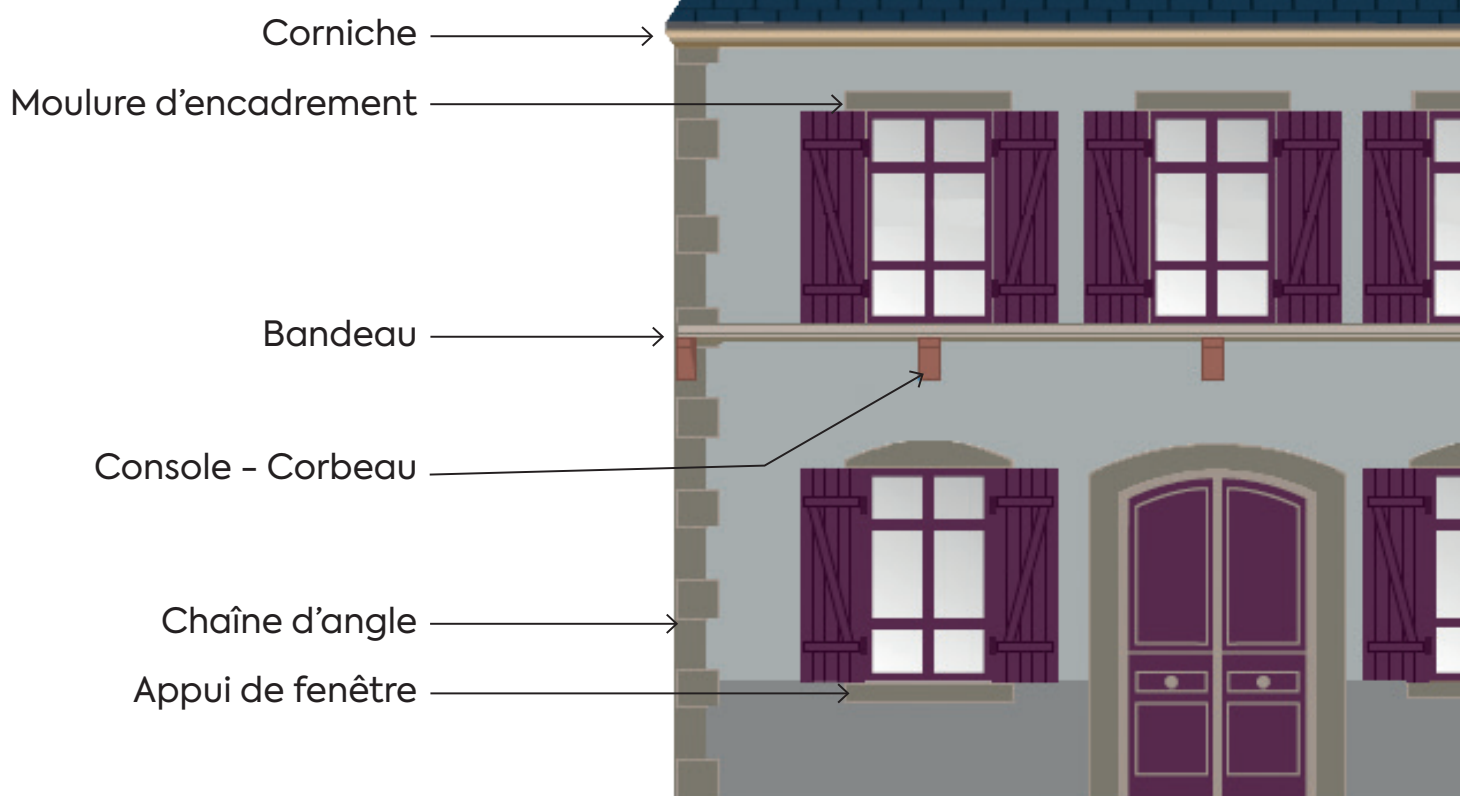 Corniche
Moulure d'encadrement
Bandeau
Console - Corbeau
Chaîne d'angle
Appui de fenêtre